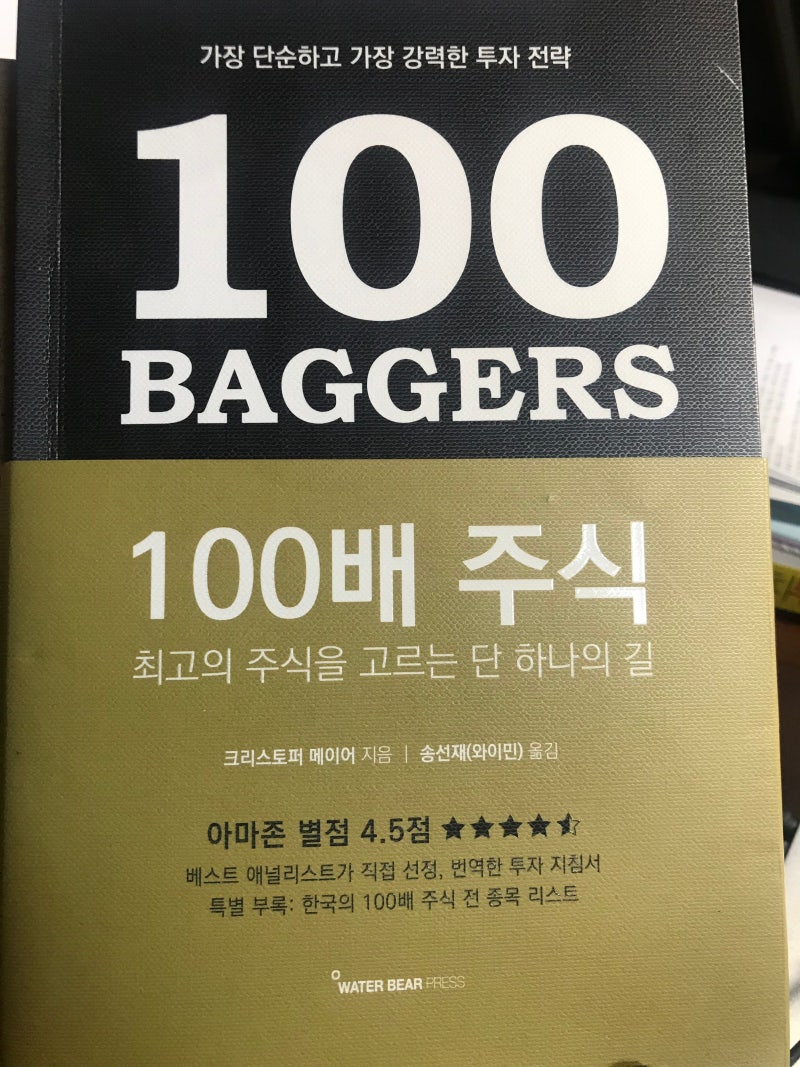 가장 단순하고 가장 강력한 투자 전략
100
BAGGERS
100배 주식
최고의 주식을 고르는 단 하나의 길
크리스토퍼 메이어 지음 | 송선재(와이민) 옮김
아마존 별점 4.5점
베스트 애널리스트가 직접 선정, 번역한 투자 지침서
특별 부록: 한국의 100배 주식 전 종목 리스트
WATER BEAR PRESS